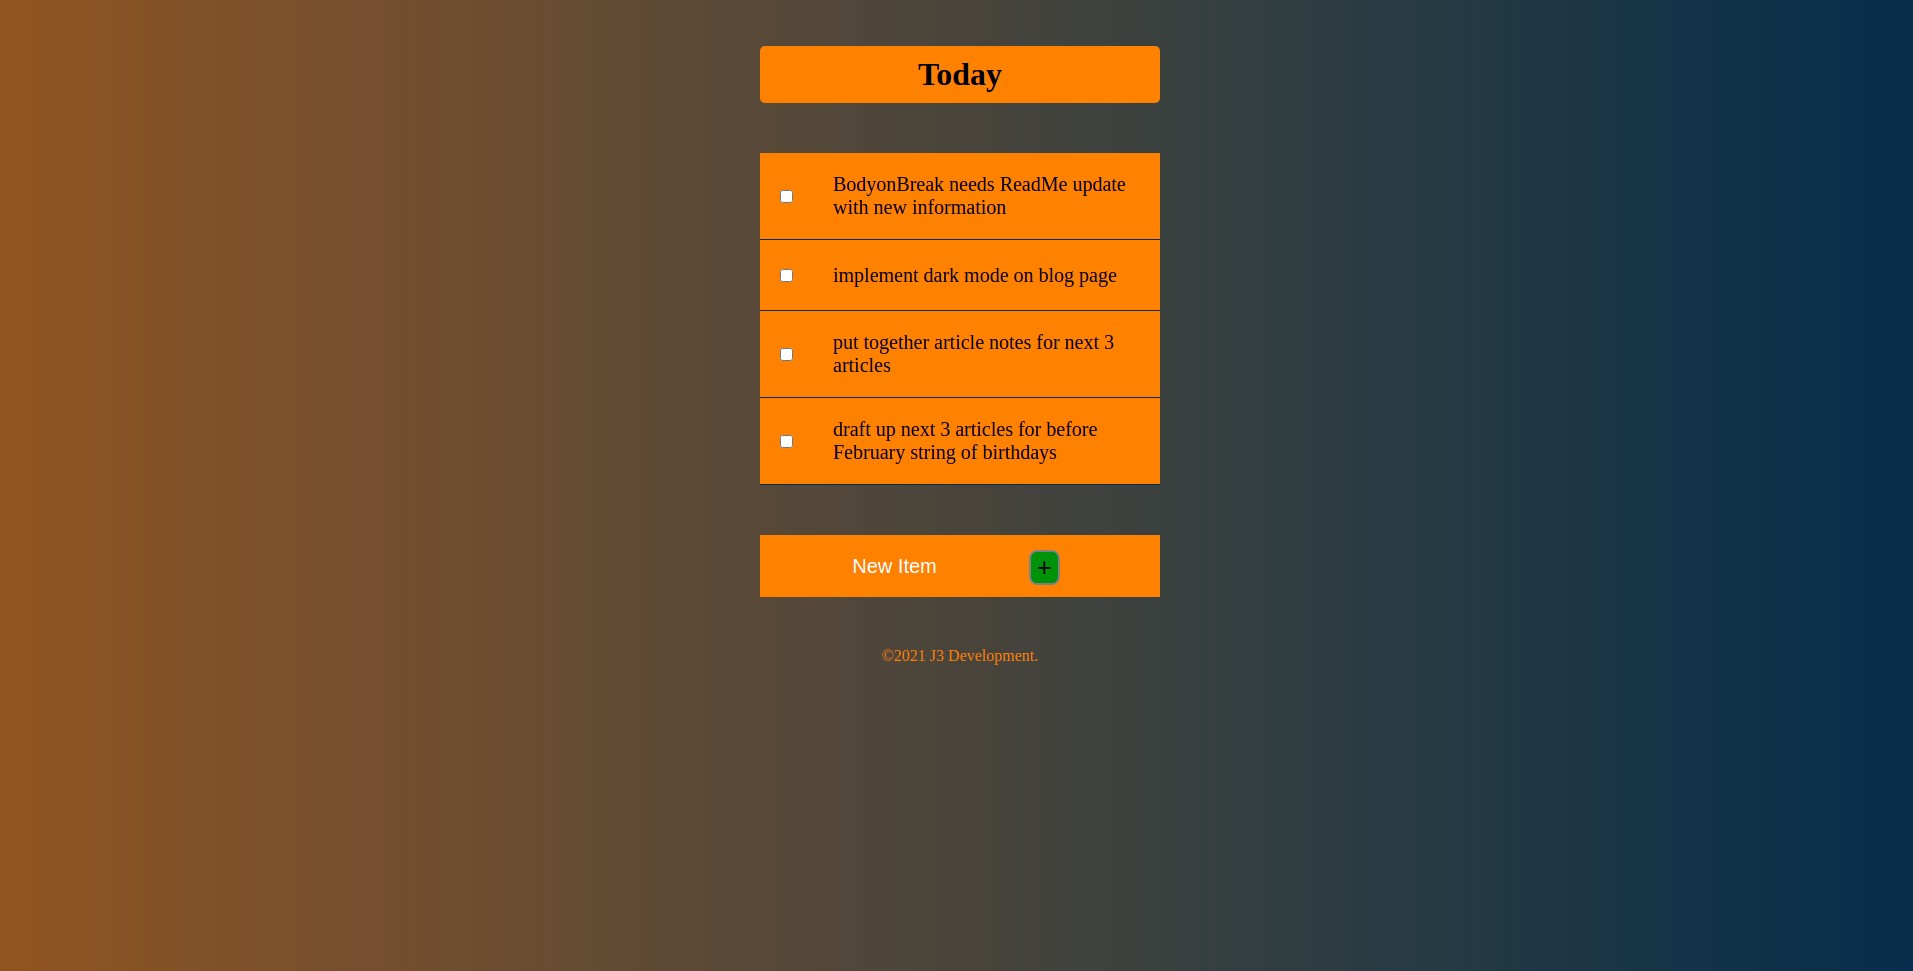 Today
BodyonBreak needs ReadMe update
with new information
implement dark mode on blog page
put together article notes for next 3
articles
draft up next 3 articles for before
February string of birthdays
New Item +
©2021 J3 Development.